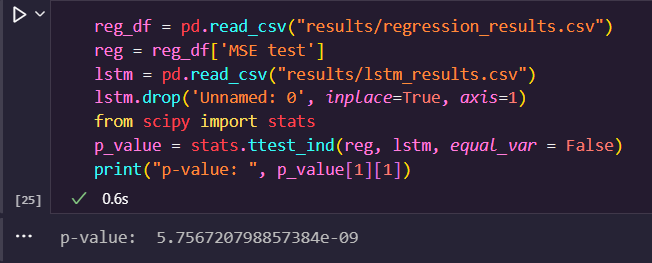 reg_df = pd.read_csv("results/regression_results.csv")
reg = reg_df['MSE test']
lstm = pd.read_csv("results/lstm_results.csv")
lstm.drop('Unnamed: 0', inplace=True, axis=1)
from scipy import stats
p_value = stats.ttest_ind(reg, lstm, equal_var = False)
print("p-value: ", p_value[1][1])
[25] 0.6s
... p-value:  5.756720798857384e-09